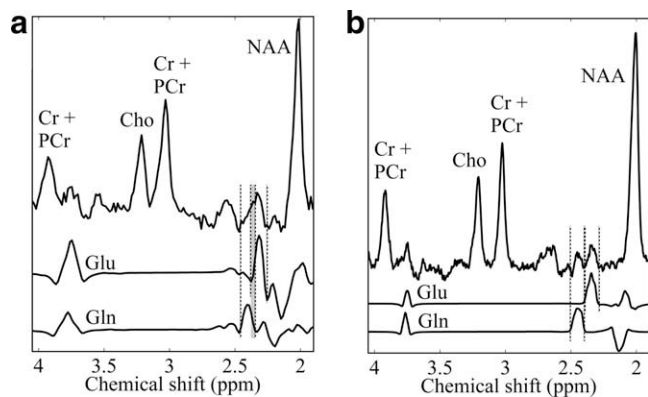 a
NAA
Cr +
PCr
Cr +
PCr
Cho
Glu
Gln
4 3.5 3 2.5 2
Chemical shift (ppm)
b
NAA
Cr +
PCr
Cr +
PCr
Cho
Glu
Gln
4 3.5 3 2.5 2
Chemical shift (ppm)